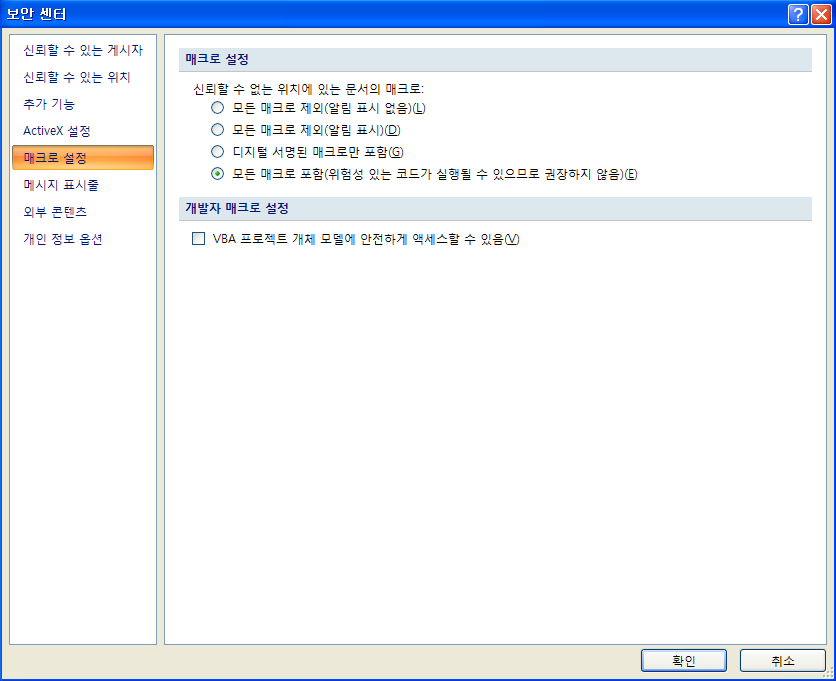 보안 센터
신뢰할 수 있는 게시자
신뢰할 수 있는 위치
추가 기능
ActiveX 설정
매크로 설정
메시지 표시줄
외부 콘텐츠
개인 정보 옵션
매크로 설정
신뢰할 수 없는 위치에 있는 문서의 매크로:
모든 매크로 제외(알림 표시 없음)(L)
모든 매크로 제외(알림 표시)(D)
디지털 서명된 매크로만 포함(G)
모든 매크로 포함(위험성 있는 코드가 실행될 수 있으므로 권장하지 않음)(E)
개발자 매크로 설정
VBA 프로젝트 개체 모델에 안전하게 액세스할 수 있음(V)
확인
취소